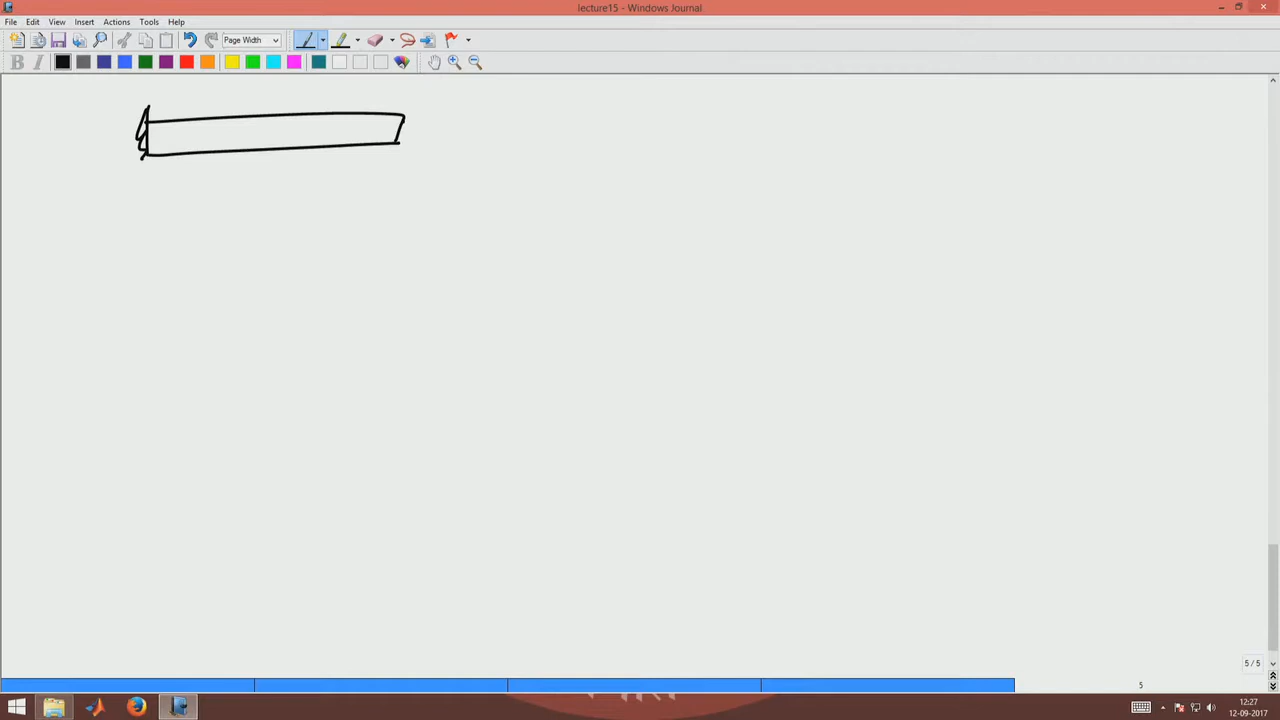 lecture15 - Windows Journal
File Edit View Insert Actions Tools Help
Page Width
B I
5 / 5
5
12:27
12-09-2017